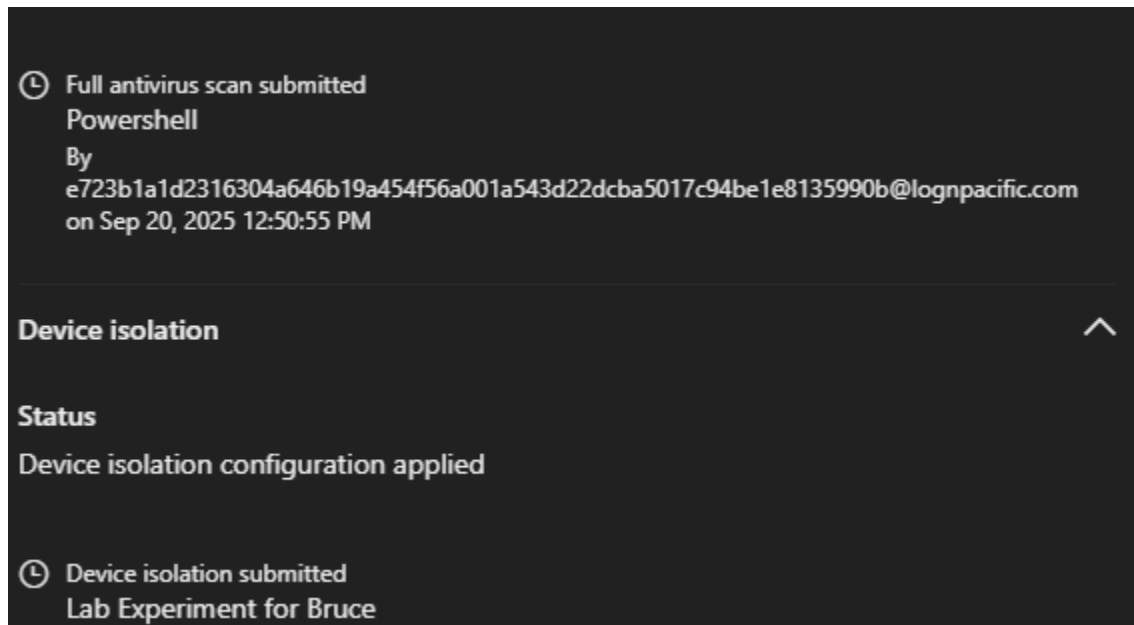 Full antivirus scan submitted
Powershell
By
e723b1a1d2316304a646b19a454f56a001a543d22dcba5017c94be1e8135990b@lognpacific.com
on Sep 20, 2025 12:50:55 PM
Device isolation
Status
Device isolation configuration applied
Device isolation submitted
Lab Experiment for Bruce